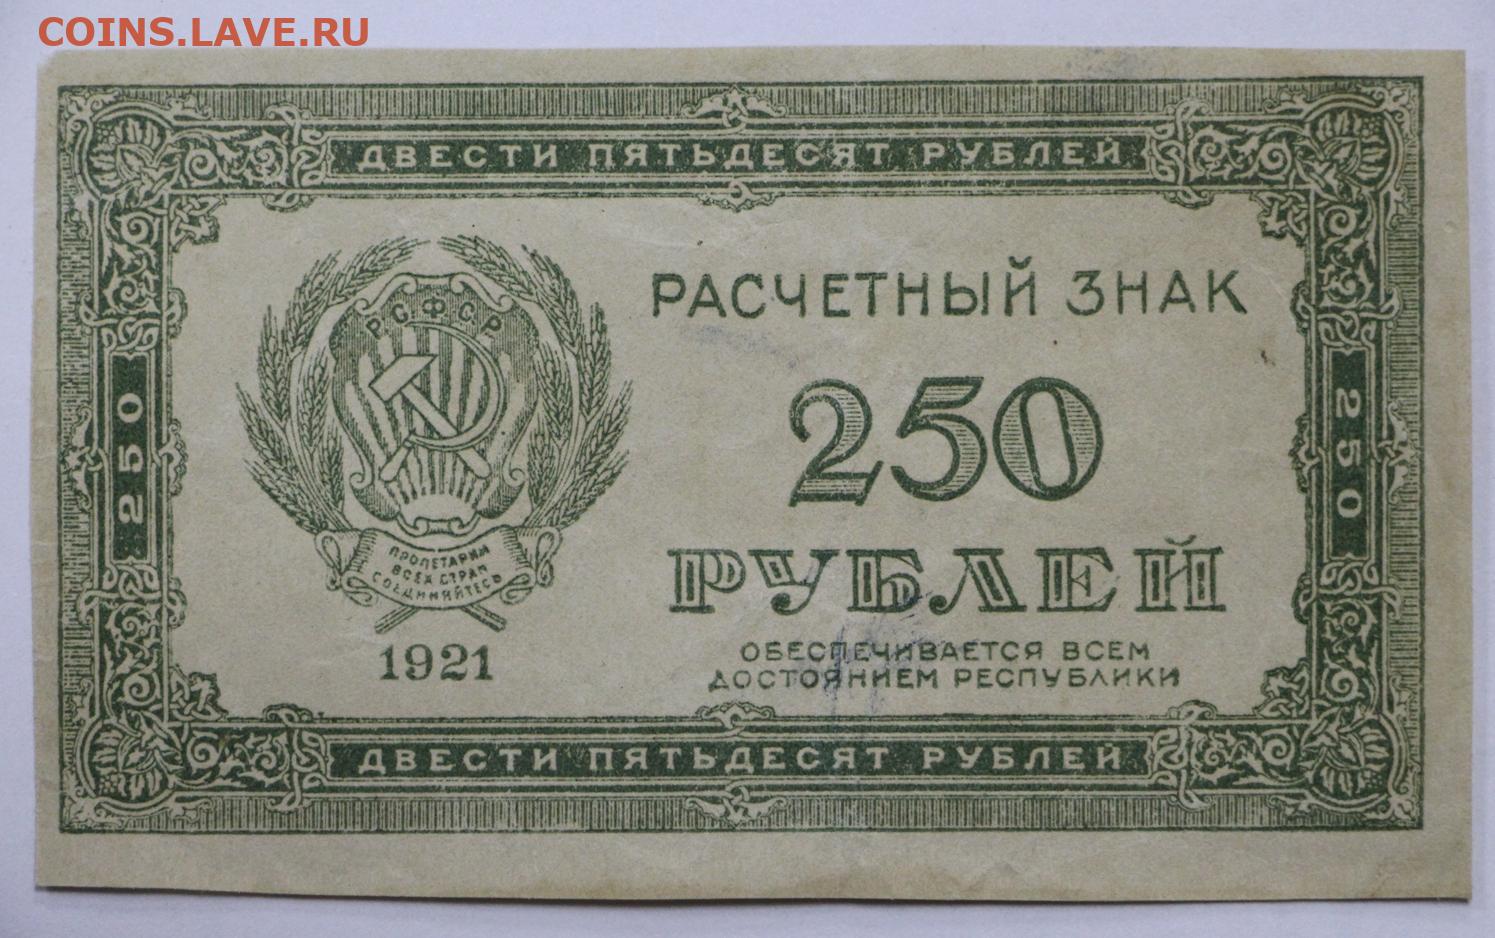 COINS.LAVE.RU
ДВЕСТИ ПЯТЬДЕСЯТ РУБЛЕЙ
РСФСР
РАСЧЕТНЫЙ ЗНАК
250
250
250
РУБЛЕЙ
ПРОЛЕТАРИИ
ВСЕХ СТРАН
СОЕДИНЯЙТЕСЬ
1921
ОБЕСПЕЧИВАЕТСЯ ВСЕМ
ДОСТОЯНИЕМ РЕСПУБЛИКИ
ДВЕСТИ ПЯТЬДЕСЯТ РУБЛЕЙ